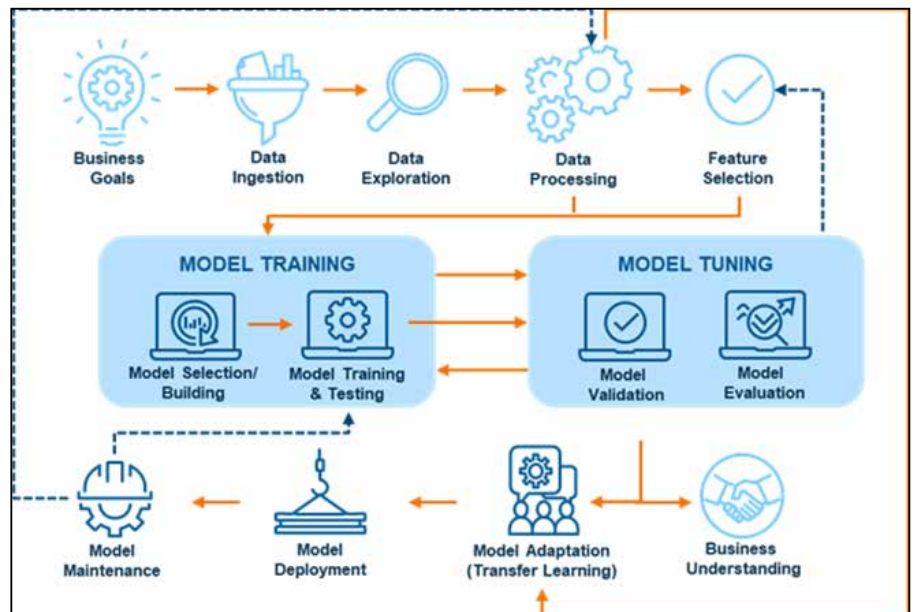 Business
Goals
Data
Ingestion
Data
Exploration
Data
Processing
Feature
Selection
MODEL TRAINING
Model Selection/
Building
Model Training
& Testing
MODEL TUNING
Model
Validation
Model
Evaluation
Model
Maintenance
Model
Deployment
Model Adaptation
(Transfer Learning)
Business
Understanding